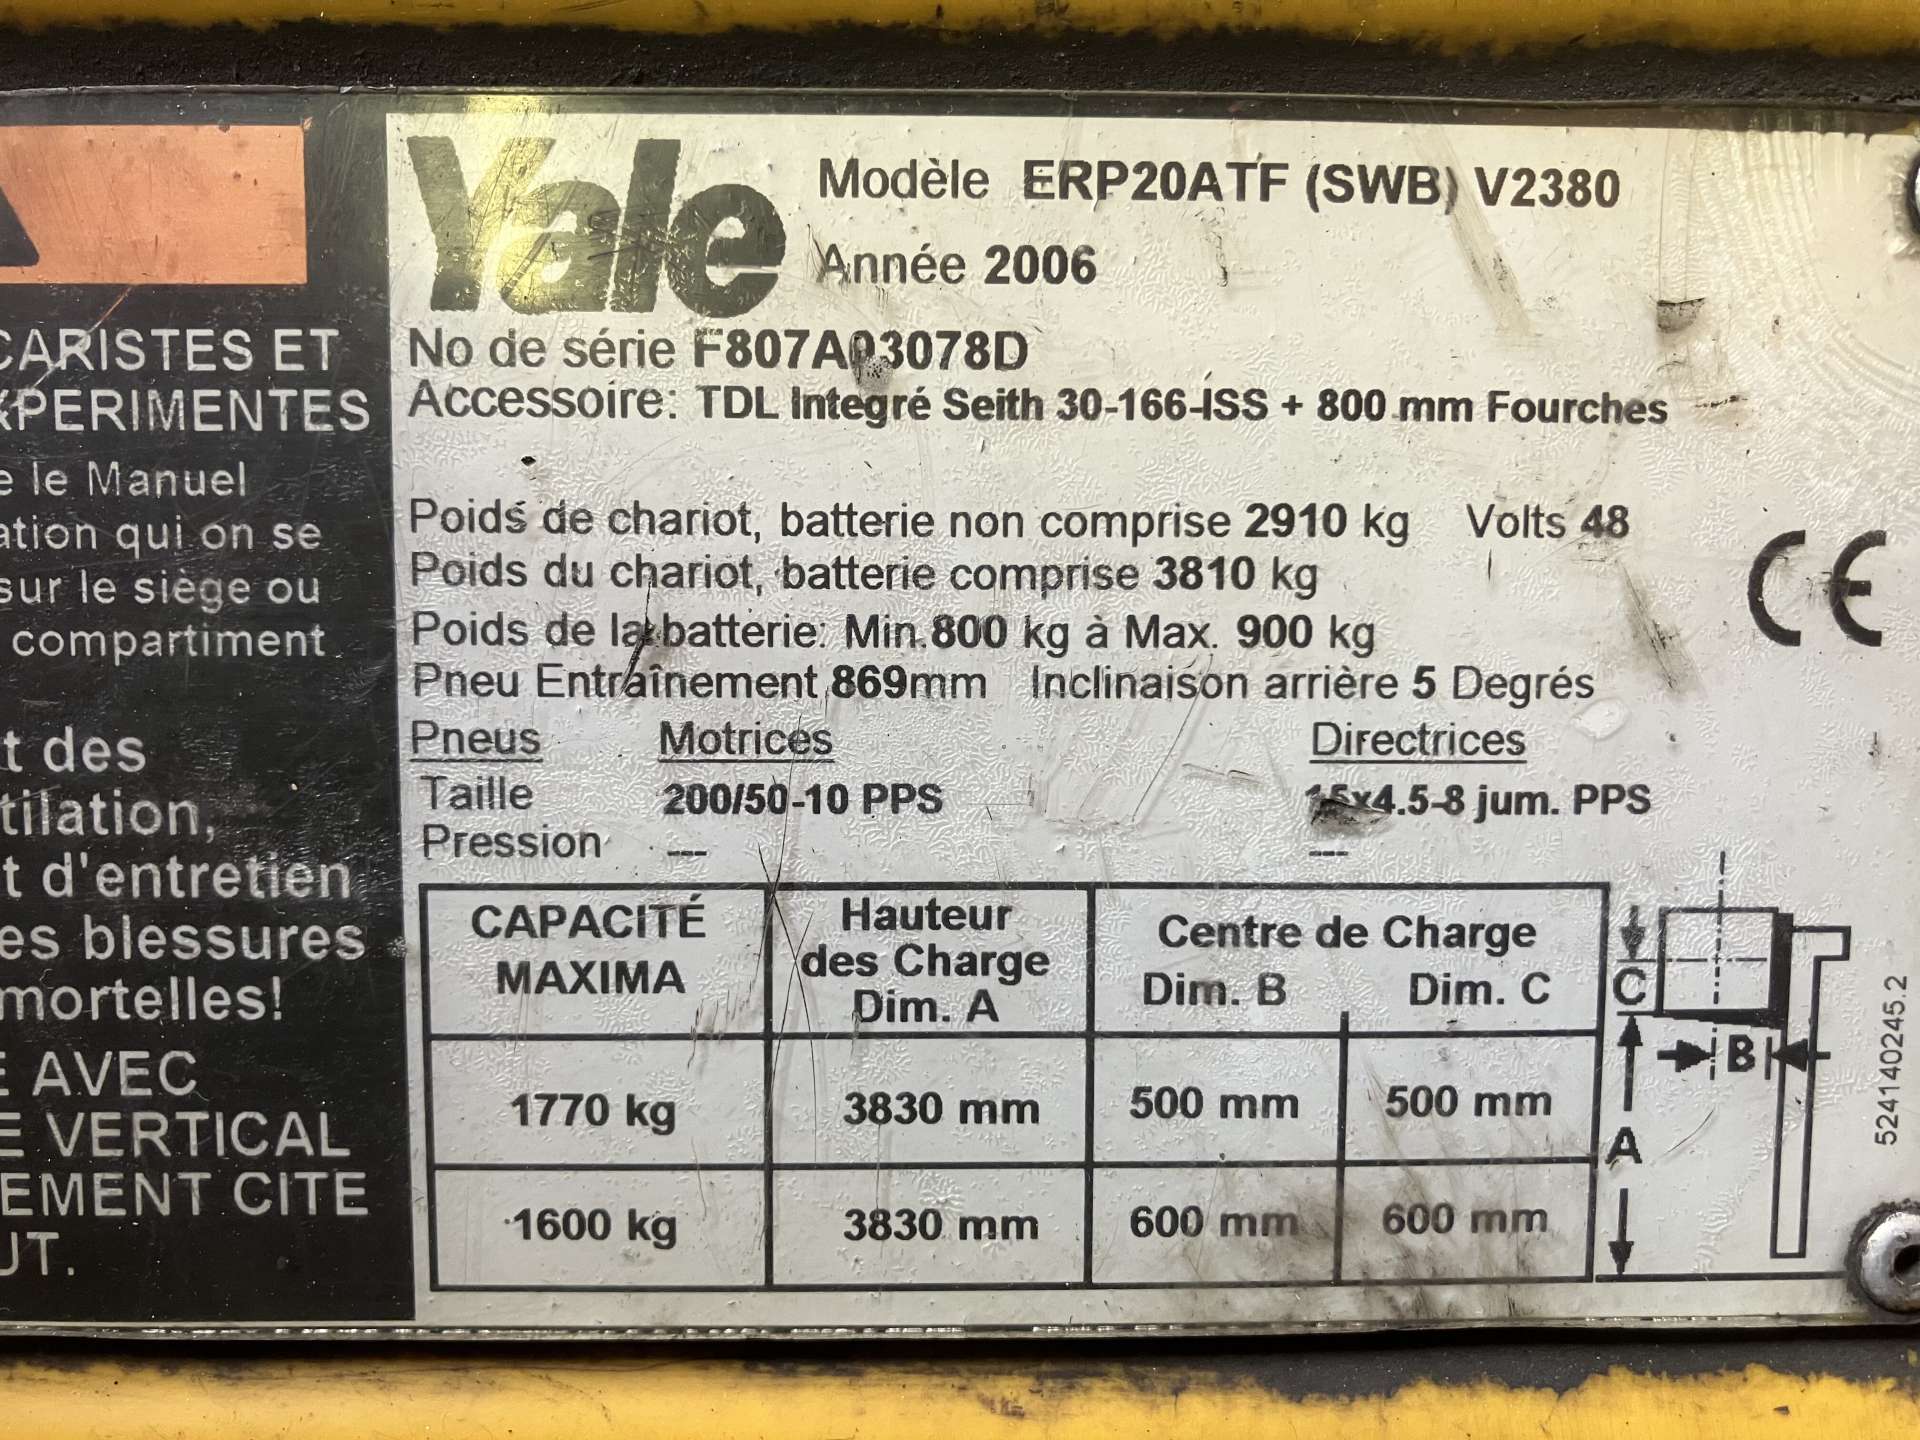 CARISTES ET
XPERIMENTES
e le Manuel
ation qui on se
sur le siège ou
compartiment
t des
tilation,
t d'entretien
es blessures
mortelles!
E AVEC
E VERTICAL
EMENT CITE
UT.
Yale
Modèle ERP20ATF (SWB) V2380
Année 2006
No de série F807A03078D
Accessoire: TDL Integré Seith 30-166-ISS + 800 mm Fourches
Poids de chariot, batterie non comprise 2910 kg Volts 48
Poids du chariot, batterie comprise 3810 kg
Poids de la batterie: Min. 800 kg à Max. 900 kg
Pneu Entraînement 869mm Inclinaison arrière 5 Degrés
Pneus Motrices Directrices
Taille 200/50-10 PPS 15x4.5-8 jum. PPS
Pression --- ---
CAPACITÉ
MAXIMA
Hauteur
des Charge
Dim. A
Centre de Charge
Dim. B Dim. C
1770 kg 3830 mm 500 mm 500 mm
1600 kg 3830 mm 600 mm 600 mm
C
B
A
CE
524140245.2